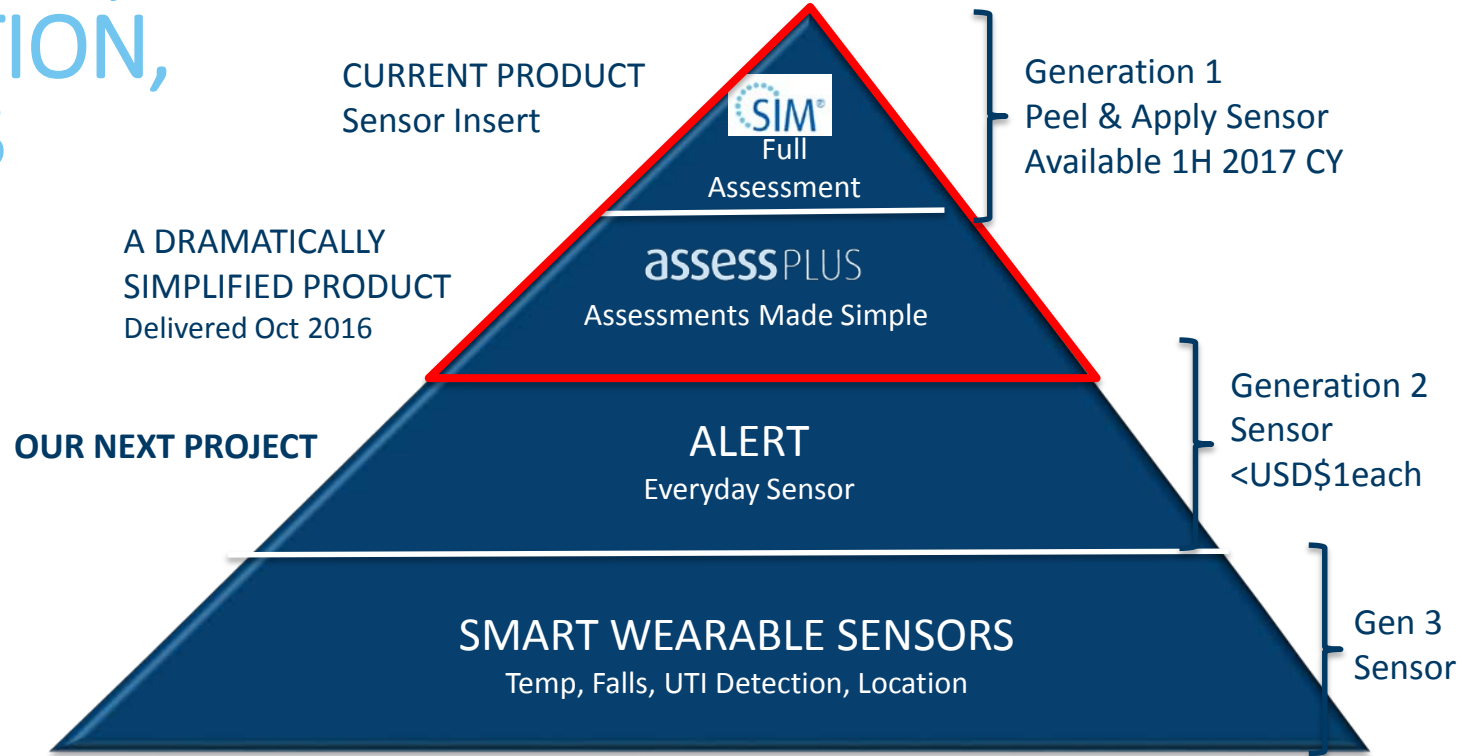 TION,
CURRENT PRODUCT
Sensor Insert
SIM®
Full
Assessment
Generation 1
Peel & Apply Sensor
Available 1H 2017 CY
A DRAMATICALLY
SIMPLIFIED PRODUCT
Delivered Oct 2016
assessPLUS
Assessments Made Simple
OUR NEXT PROJECT
ALERT
Everyday Sensor
Generation 2
Sensor
<USD$1each
SMART WEARABLE SENSORS
Temp, Falls, UTI Detection, Location
Gen 3
Sensor